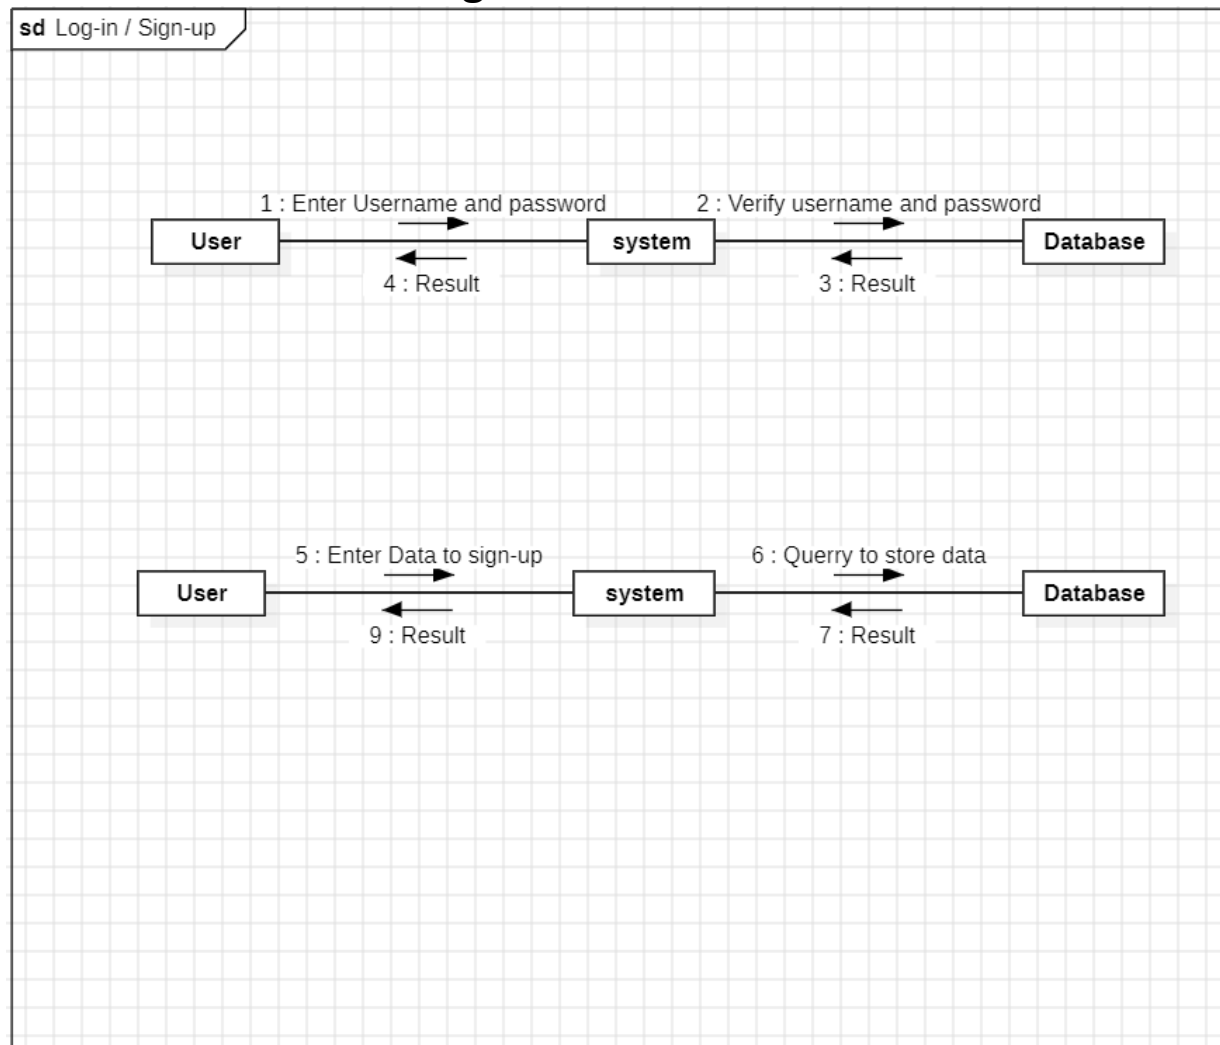 sd Log-in / Sign-up
1 : Enter Username and password
2 : Verify username and password
User
system
Database
4 : Result
3 : Result
5 : Enter Data to sign-up
6 : Querry to store data
User
system
Database
9 : Result
7 : Result